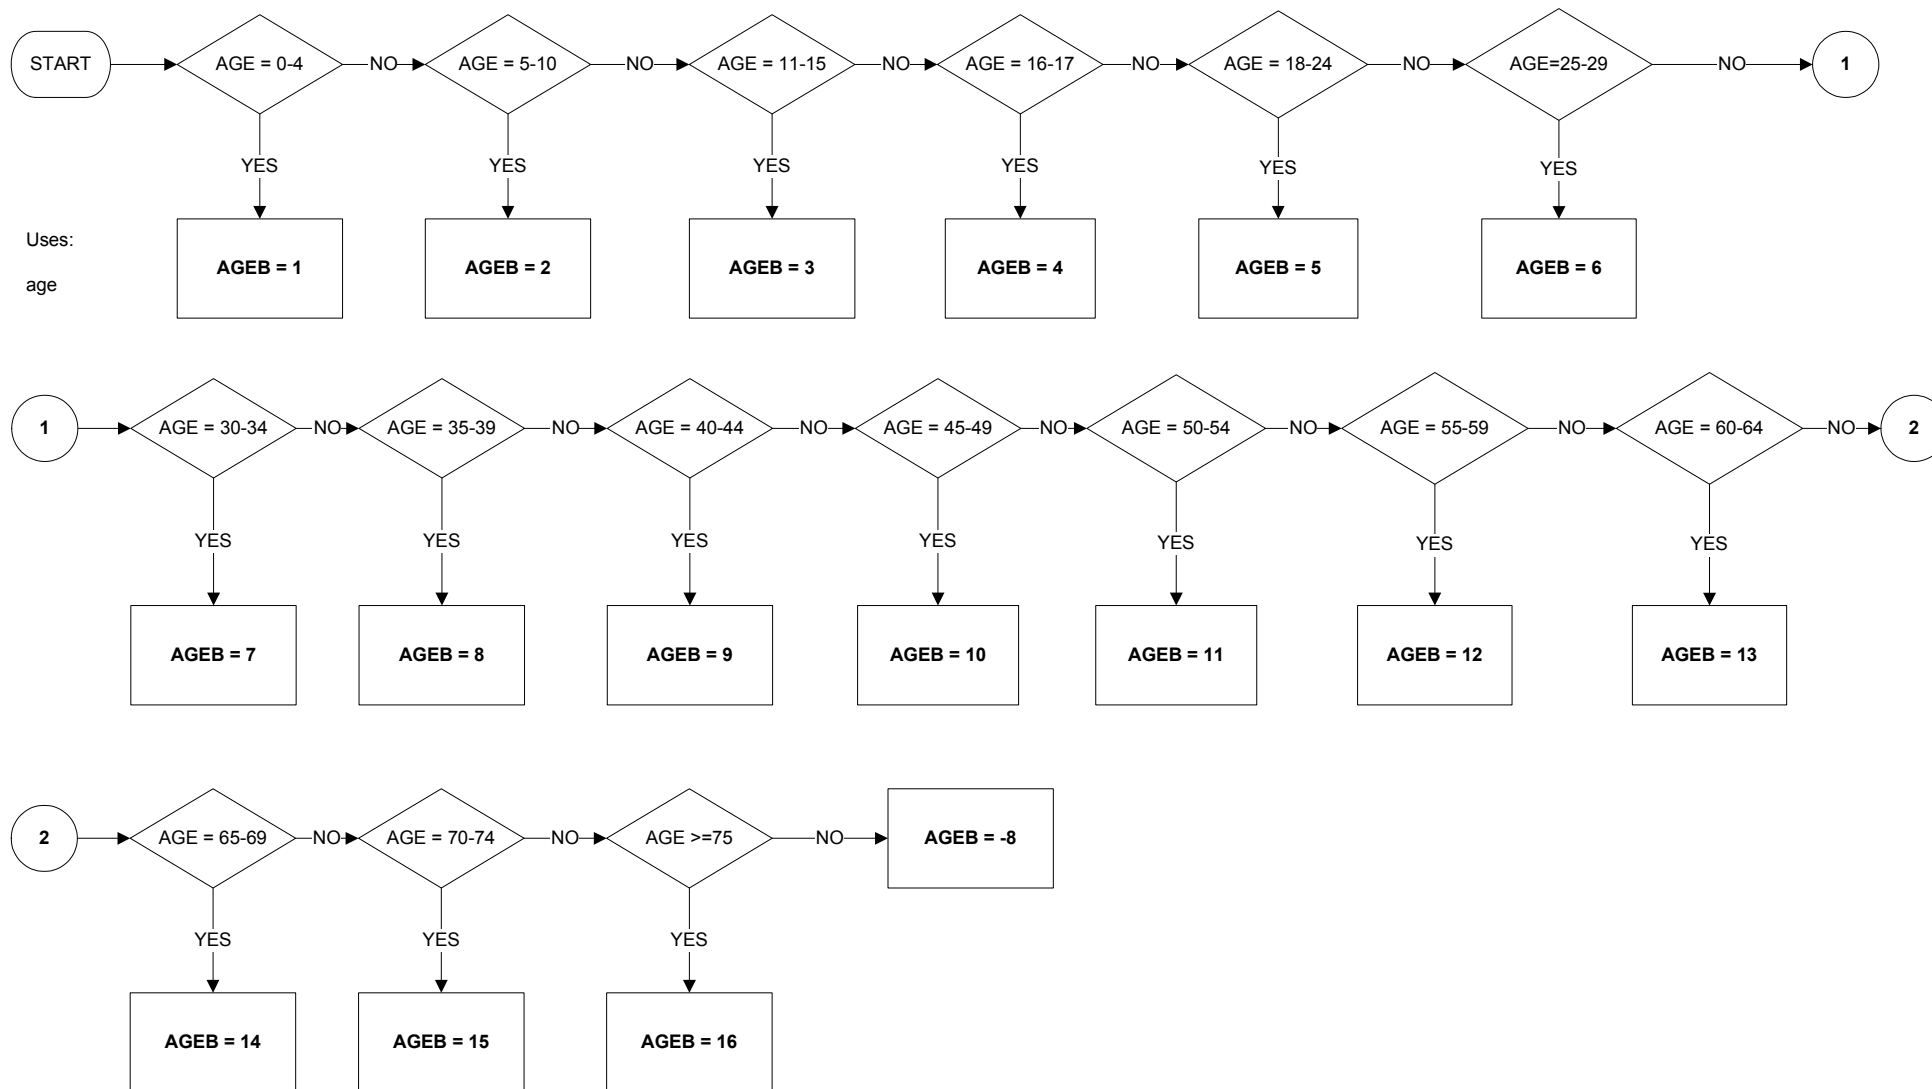 START
AGE = 0-4
NO
AGE = 5-10
NO
AGE = 11-15
NO
AGE = 16-17
NO
AGE = 18-24
NO
AGE=25-29
NO
1
YES
YES
YES
YES
YES
YES
Uses:
age
AGEB = 1
AGEB = 2
AGEB = 3
AGEB = 4
AGEB = 5
AGEB = 6
1
AGE = 30-34
NO
AGE = 35-39
NO
AGE = 40-44
NO
AGE = 45-49
NO
AGE = 50-54
NO
AGE = 55-59
NO
AGE = 60-64
NO
2
YES
YES
YES
YES
YES
YES
YES
AGEB = 7
AGEB = 8
AGEB = 9
AGEB = 10
AGEB = 11
AGEB = 12
AGEB = 13
2
AGE = 65-69
NO
AGE = 70-74
NO
AGE >=75
NO
AGEB = -8
YES
YES
YES
AGEB = 14
AGEB = 15
AGEB = 16